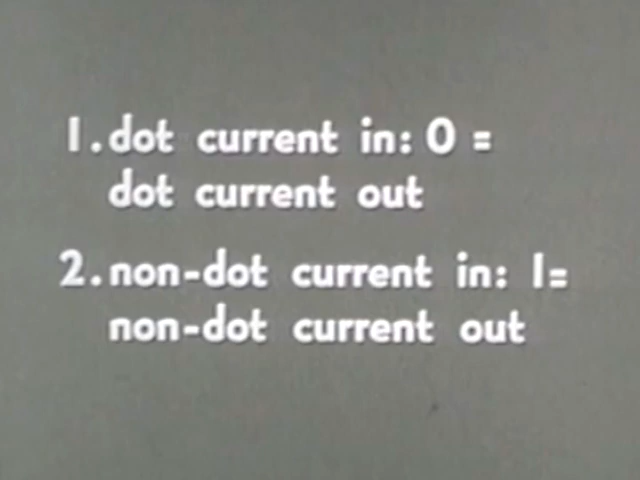 1. dot current in: 0 =
dot current out
2. non-dot current in: 1=
non-dot current out